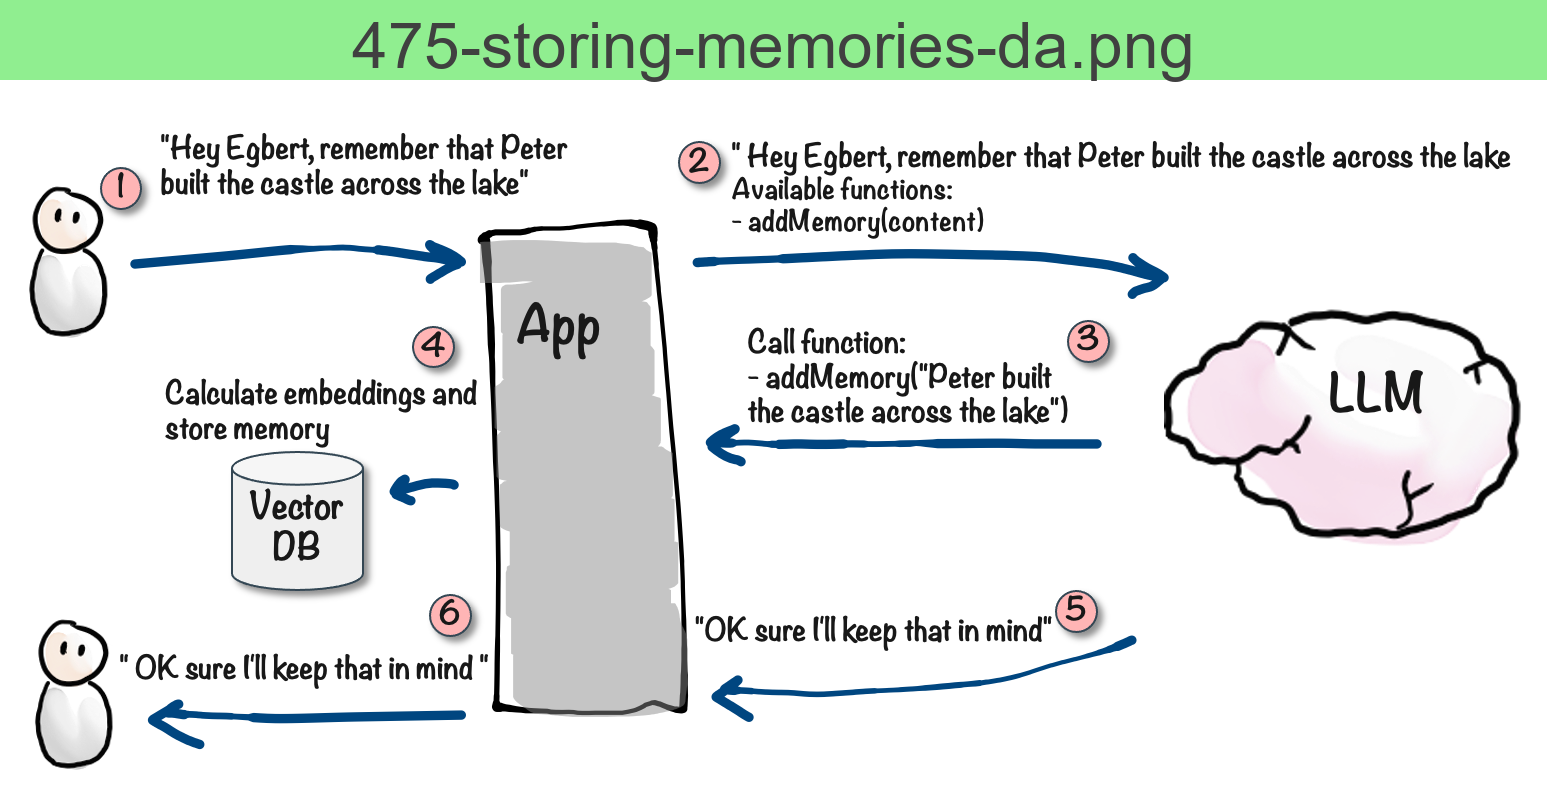 475-storing-memories-da.png
1
"Hey Egbert, remember that Peter
built the castle across the lake"
2
" Hey Egbert, remember that Peter built the castle across the lake
Available functions:
- addMemory(content)
App
3
Call function:
- addMemory("Peter built
the castle across the lake")
LLM
4
Calculate embeddings and
store memory
Vector
DB
5
"OK sure I'll keep that in mind"
6
" OK sure I'll keep that in mind "